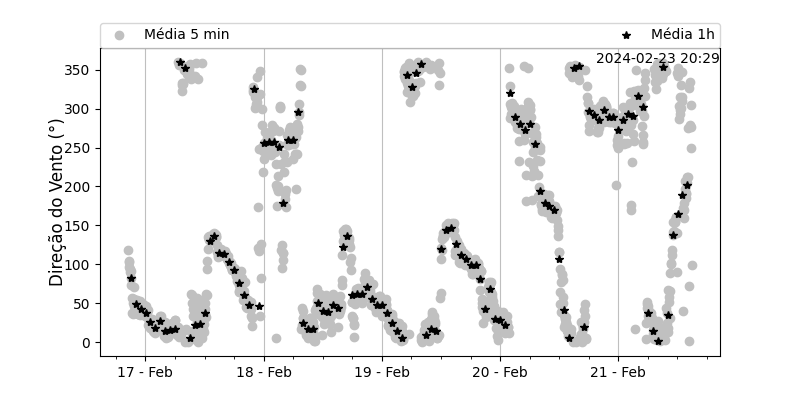 Média 5 min
Média 1h
2024-02-23 20:29
Direção do Vento (°)
350
300
250
200
150
100
50
0
17 - Feb
18 - Feb
19 - Feb
20 - Feb
21 - Feb